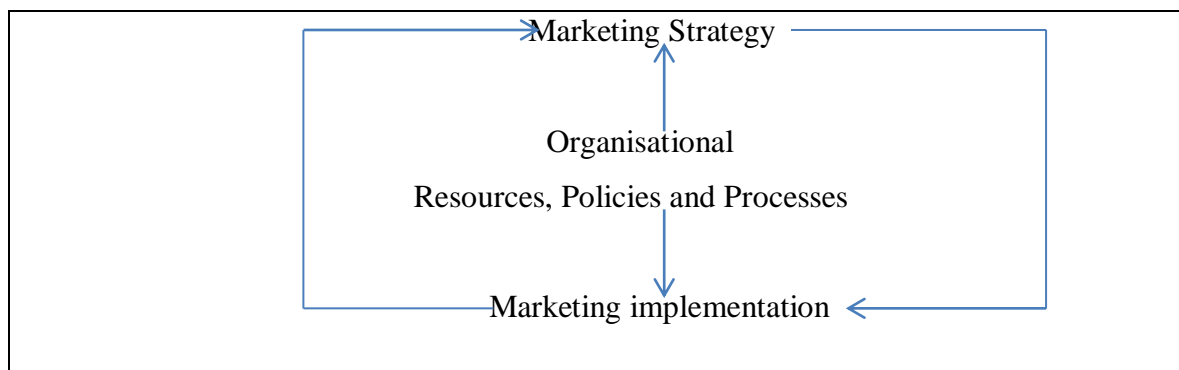 Marketing Strategy
Organisational
Resources, Policies and Processes
Marketing implementation